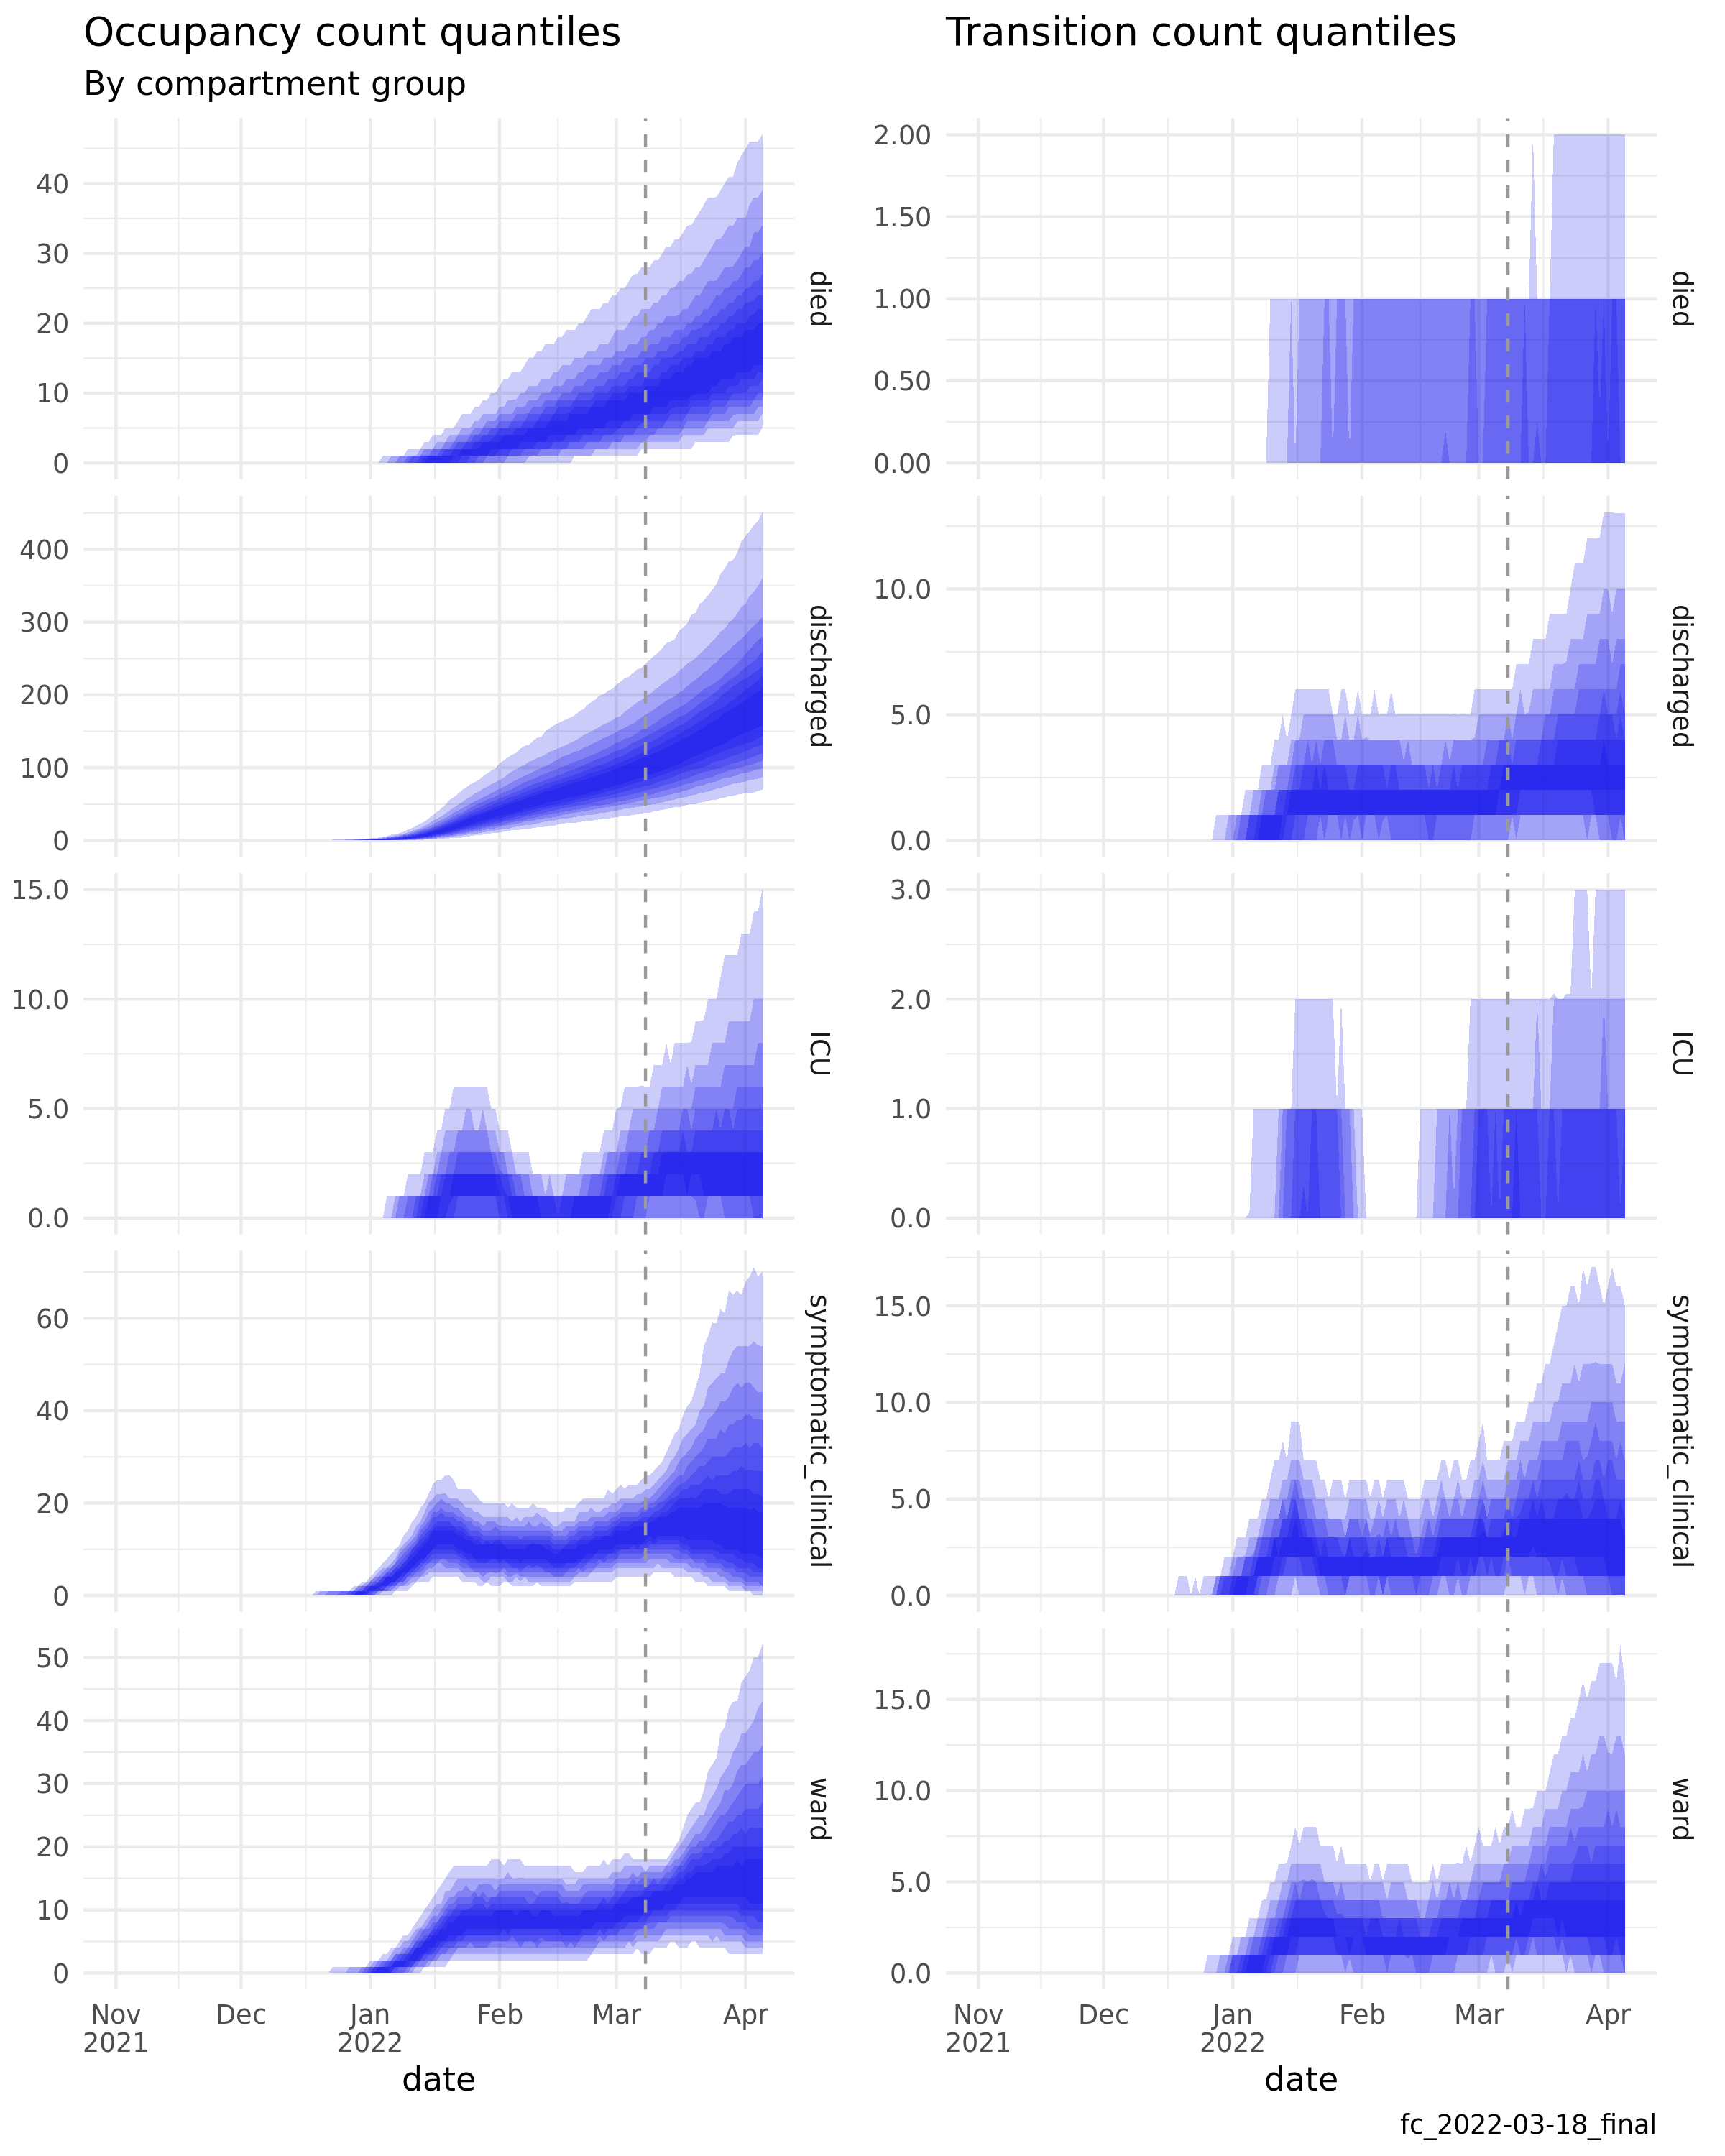 Occupancy count quantiles
By compartment group
40
30
20
10
0
died
400
300
200
100
0
discharged
15.0
10.0
5.0
0.0
ICU
60
40
20
0
symptomatic_clinical
50
40
30
20
10
0
ward
Nov Dec Jan Feb Mar Apr
2021 2022
date
Transition count quantiles
2.00
1.50
1.00
0.50
0.00
died
10.0
5.0
0.0
discharged
3.0
2.0
1.0
0.0
ICU
15.0
10.0
5.0
0.0
symptomatic_clinical
15.0
10.0
5.0
0.0
ward
Nov Dec Jan Feb Mar Apr
2021 2022
date
fc_2022-03-18_final